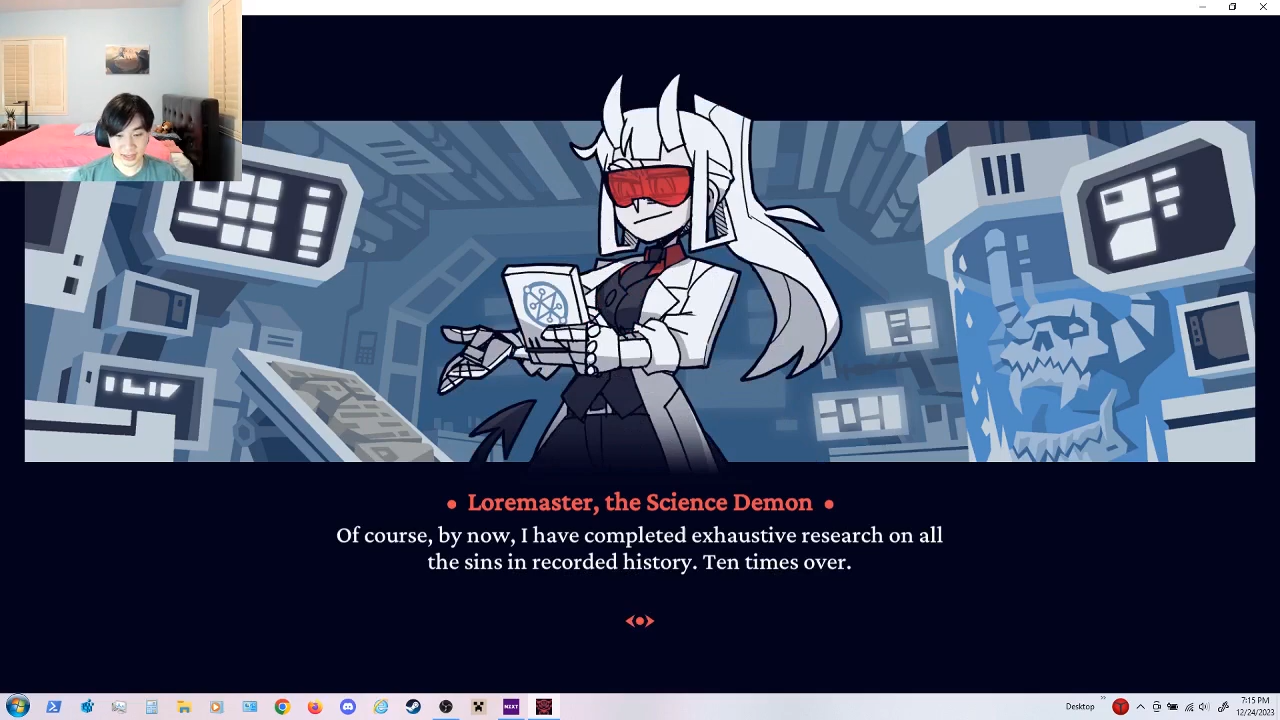 • Loremaster, the Science Demon •
Of course, by now, I have completed exhaustive research on all
the sins in recorded history. Ten times over.
NEXT
Desktop
7:15 PM
12/24/2023